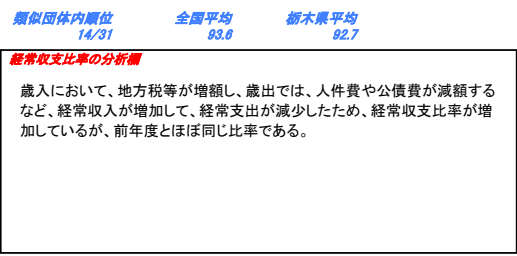 類似団体内順位 全国平均 栃木県平均
14/31 93.6 92.7
経常収支比率の分析欄
歳入において、地方税等が増額し、歳出では、人件費や公債費が減額する
など、経常収入が増加して、経常支出が減少したため、経常収支比率が増
加しているが、前年度とほぼ同じ比率である。